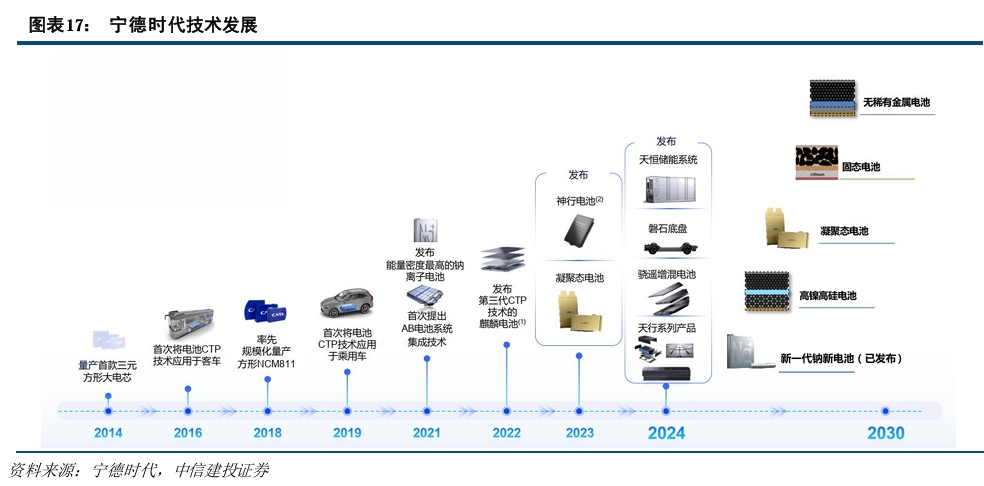 图表17： 宁德时代技术发展
量产首款三元
方形大电芯
首次将电池CTP
技术应用于客车
CATL
率先
规模化量产
方形NCM811
首次将电池
CTP技术应用
于乘用车
Na+
发布
能量密度最高的钠
离子电池
首次提出
AB电池系统
集成技术
发布
第三代CTP
技术的
麒麟电池(1)
发布
神行电池(2)
凝聚态电池
发布
天恒储能系统
磐石底盘
骁遥增混电池
天行系列产品
无稀有金属电池
Lithium
固态电池
凝聚态电池
高镍高硅电池
Na+
新一代钠新电池（已发布）
2014
2016
2018
2019
2021
2022
2023
2024
2030
资料来源：宁德时代，中信建投证券